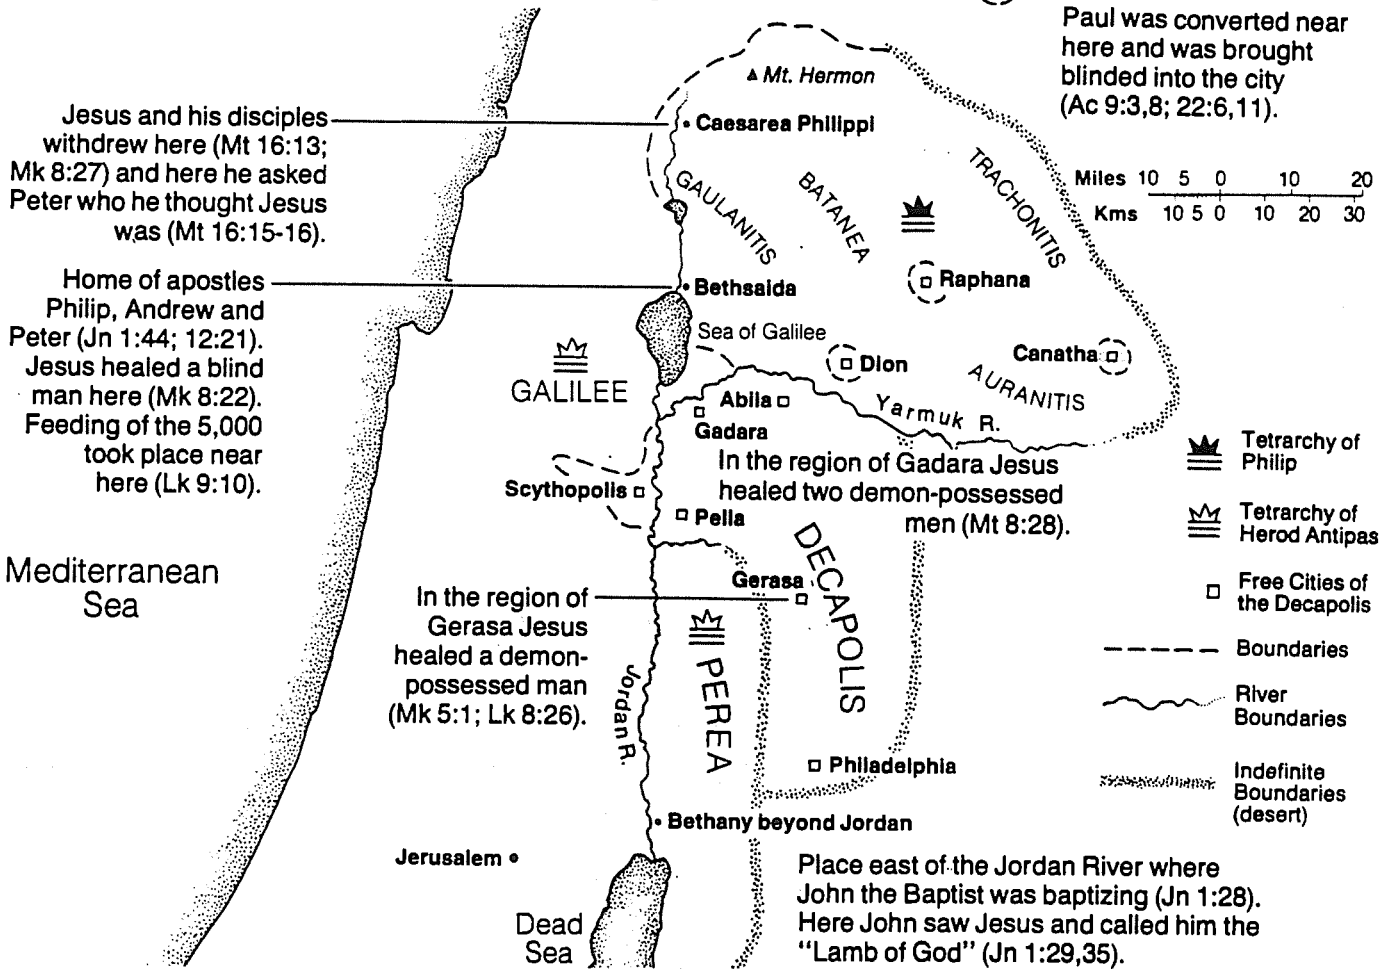 Paul was converted near
here and was brought
blinded into the city
(Ac 9:3,8; 22:6,11).
Mt. Hermon
Jesus and his disciples
withdrew here (Mt 16:13;
Mk 8:27) and here he asked
Peter who he thought Jesus
was (Mt 16:15-16).
Caesarea Philippi
GAULANITIS
BATANEA
TRACHONITIS
Miles 10 5 0 10 20
Kms 10 5 0 10 20 30
Home of apostles
Philip, Andrew and
Peter (Jn 1:44; 12:21).
Jesus healed a blind
man here (Mk 8:22).
Feeding of the 5,000
took place near
here (Lk 9:10).
Bethsaida
Raphana
Sea of Galilee
Dion
Canatha
GALILEE
AURANITIS
Abila
Yarmuk R.
Gadara
In the region of Gadara Jesus
healed two demon-possessed
men (Mt 8:28).
Scythopolis
Pella
DECAPOLIS
Mediterranean
Sea
Gerasa
In the region of
Gerasa Jesus
healed a demon-
possessed man
(Mk 5:1; Lk 8:26).
Jordan R.
PEREA
Philadelphia
Bethany beyond Jordan
Jerusalem
Dead
Sea
Place east of the Jordan River where
John the Baptist was baptizing (Jn 1:28).
Here John saw Jesus and called him the
"Lamb of God" (Jn 1:29,35).
Tetrarchy of
Philip
Tetrarchy of
Herod Antipas
Free Cities of
the Decapolis
Boundaries
River
Boundaries
Indefinite
Boundaries
(desert)